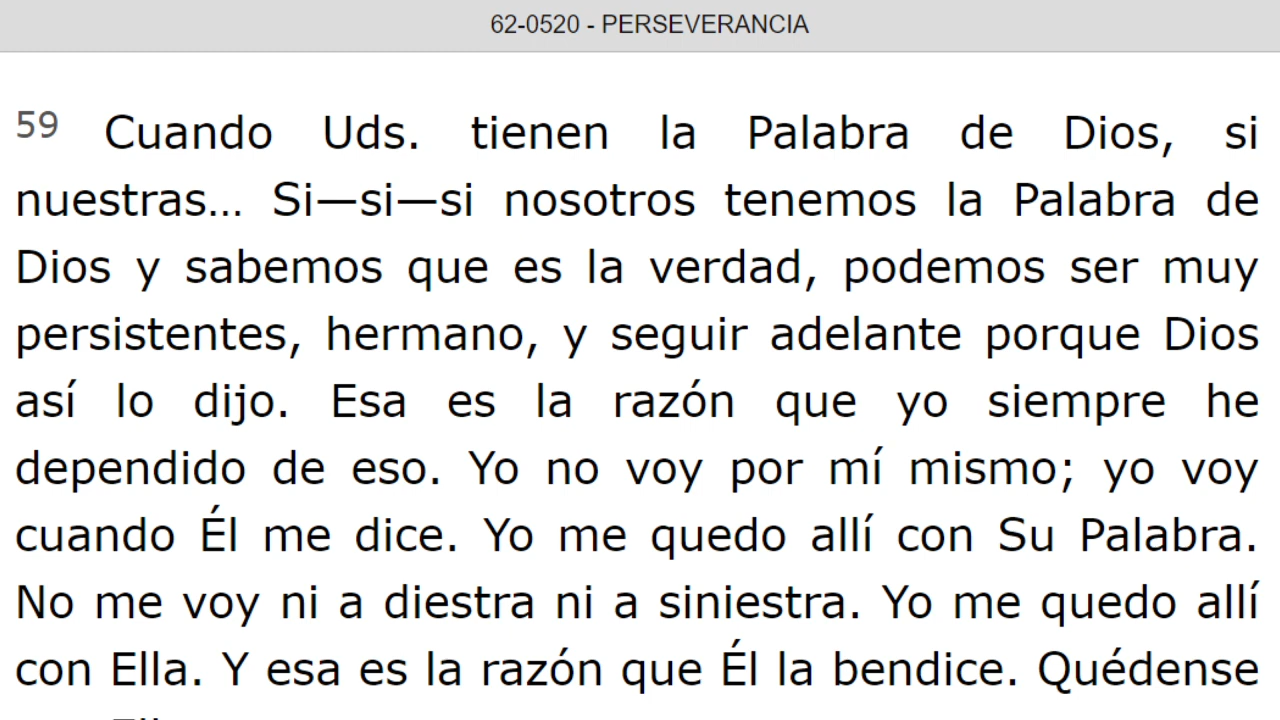 62-0520 - PERSEVERANCIA
59 Cuando Uds. tienen la Palabra de Dios, si
nuestras… Si—si—si nosotros tenemos la Palabra de
Dios y sabemos que es la verdad, podemos ser muy
persistentes, hermano, y seguir adelante porque Dios
así lo dijo. Esa es la razón que yo siempre he
dependido de eso. Yo no voy por mí mismo; yo voy
cuando Él me dice. Yo me quedo allí con Su Palabra.
No me voy ni a diestra ni a siniestra. Yo me quedo allí
con Ella. Y esa es la razón que Él la bendice. Quédense